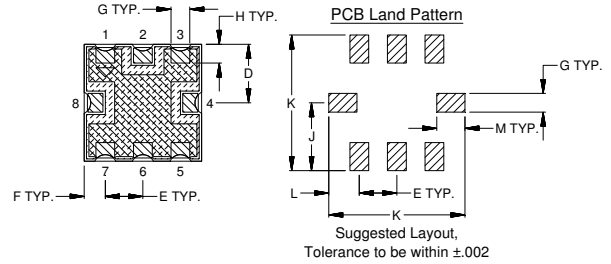 G TYP.
H TYP.
PCB Land Pattern
1 2 3
D
8 4
7 6 5
F TYP.
E TYP.
K
J
G TYP.
M TYP.
L
E TYP.
K
Suggested Layout,
Tolerance to be within ±.002